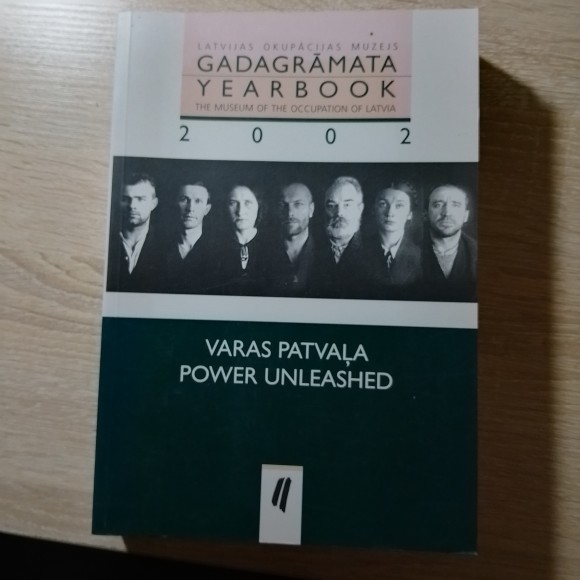 LATVIJAS OKUPĀCIJAS MUZEJS
GADAGRĀMATA
YEARBOOK
THE MUSEUM OF THE OCCUPATION OF LATVIA
2 0 0 2
VARAS PATVAĻA
POWER UNLEASHED